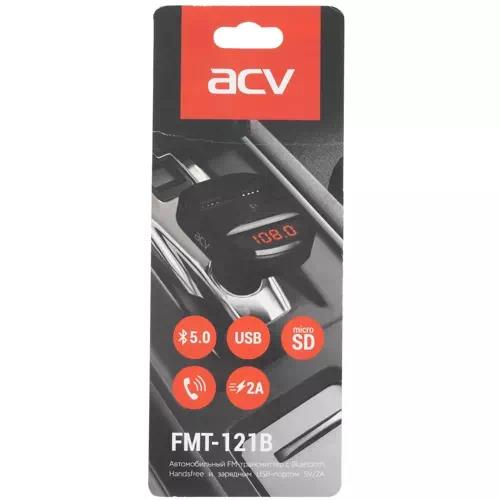 acv
acv
108.0
5.0
USB
micro
SD
2A
FMT-121B
Автомобильный FM-трансмиттер с Bluetooth,
Handsfree и зарядным USB-портом 5V/2A